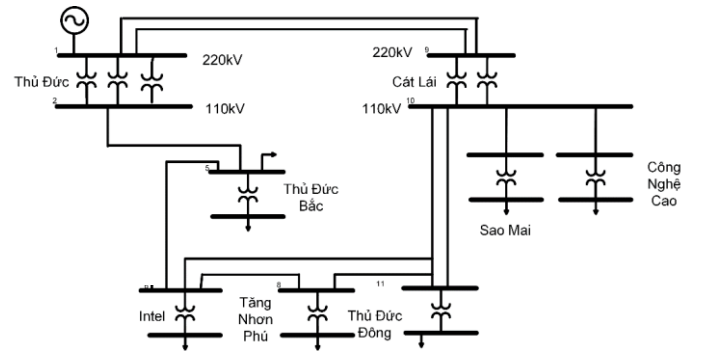 1
220kV
Thủ Đức
2
110kV
9
220kV
Cát Lái
110kV
10
5
Thủ Đức
Bắc
Sao Mai
Công
Nghệ
Cao
Intel
Tăng
Nhơn
Phú
Thủ Đức
Đông
11